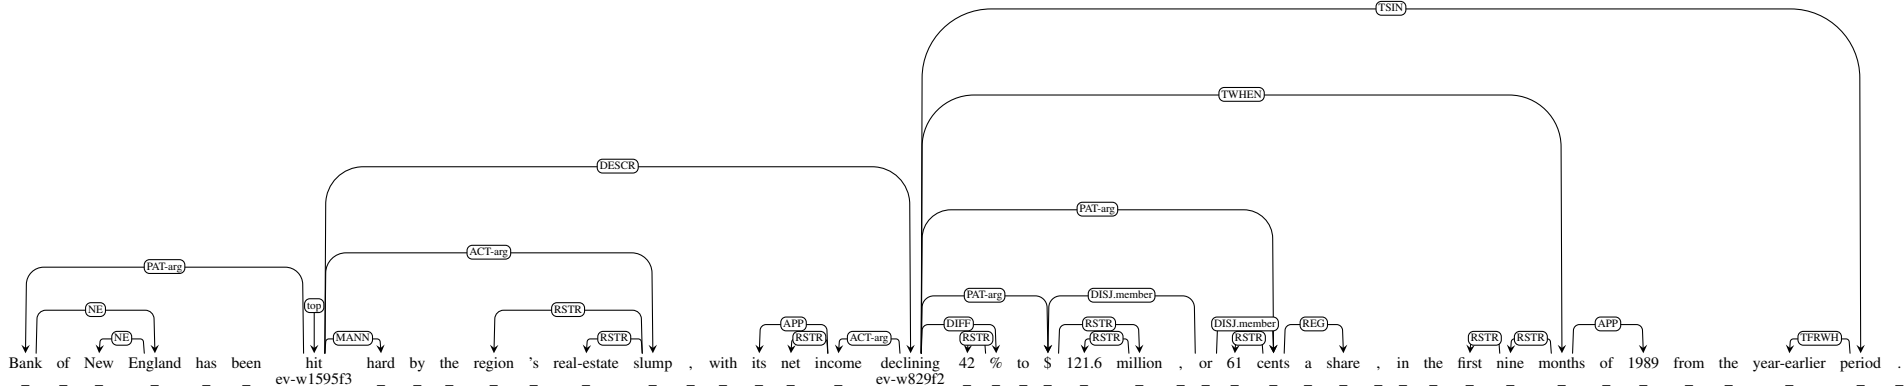 TSIN
TWHEN
DESCR
PAT-arg
ACT-arg
PAT-arg
PAT-arg DISJ.member
top
NE RSTR
NE MANN RSTR APP RSTR ACT-arg DIFF RSTR RSTR RSTR DISJ.member RSTR REG RSTR RSTR APP TFRWH
Bank of New England has been hit hard by the region 's real-estate slump , with its net income declining 42 % to $ 121.6 million , or 61 cents a share , in the first nine months of 1989 from the year-earlier period .
_ _ _ _ _ _ ev-w1595f3 _ _ _ _ _ _ _ _ _ _ _ _ ev-w829f2 _ _ _ _ _ _ _ _ _ _ _ _ _ _ _ _ _ _ _ _ _ _ _ _